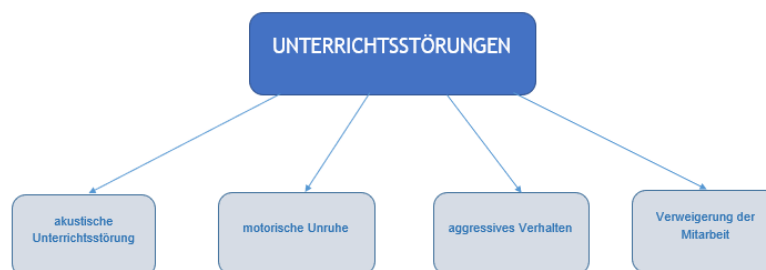 UNTERRICHTSSTÖRUNGEN
akustische
Unterrichtsstörung
motorische Unruhe
aggressives Verhalten
Verweigerung der
Mitarbeit